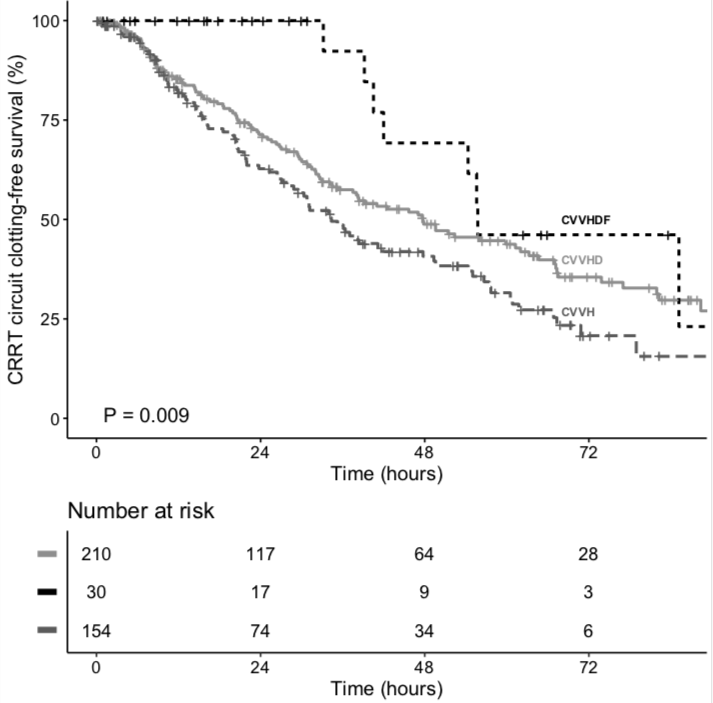 CRRT circuit clotting-free survival (%)
100
75
50
25
0
CVVHDF
CVVHD
CVVH
P = 0.009
0 24 48 72
Time (hours)
Number at risk
210 117 64 28
30 17 9 3
154 74 34 6
0 24 48 72
Time (hours)